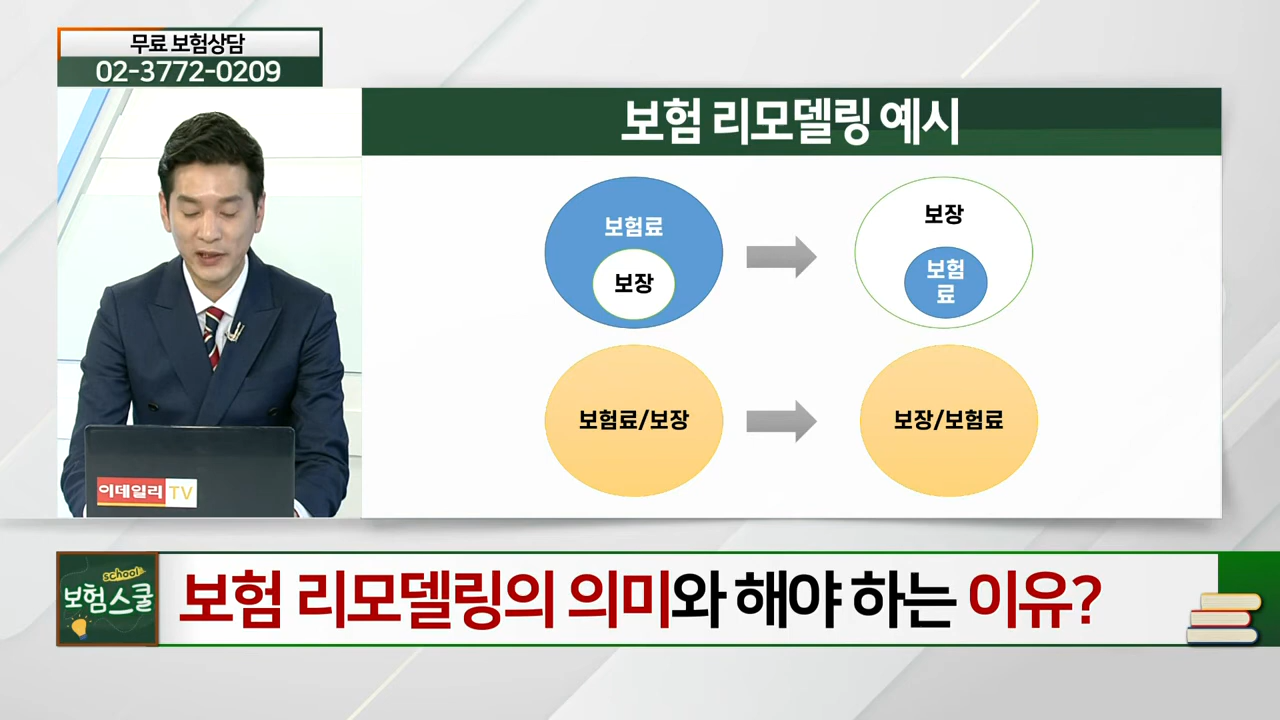 무료 보험상담
02-3772-0209
보험 리모델링 예시
보험료
보장
보장
보험
료
보험료/보장
보장/보험료
이데일리 TV
school
보험스쿨
보험 리모델링의 의미와 해야 하는 이유?